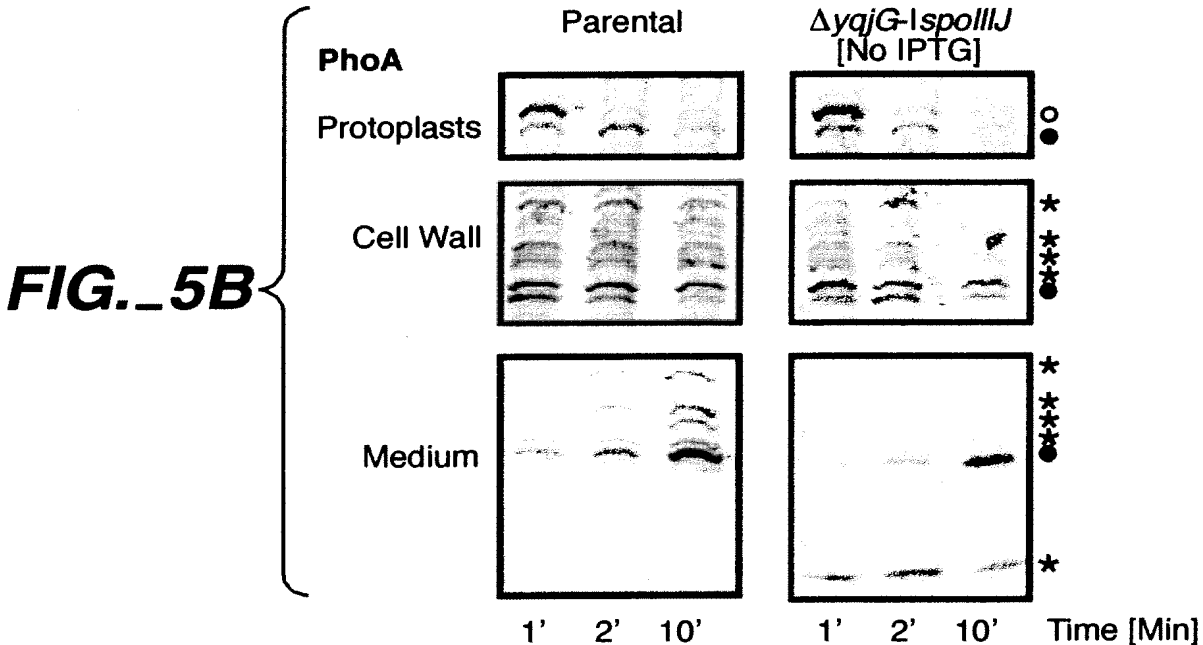 Parental
ΔyqjG-IspoIIIJ
[No IPTG]
PhoA
Protoplasts
Cell Wall
FIG._5B
Medium
1' 2' 10' 1' 2' 10' Time [Min]